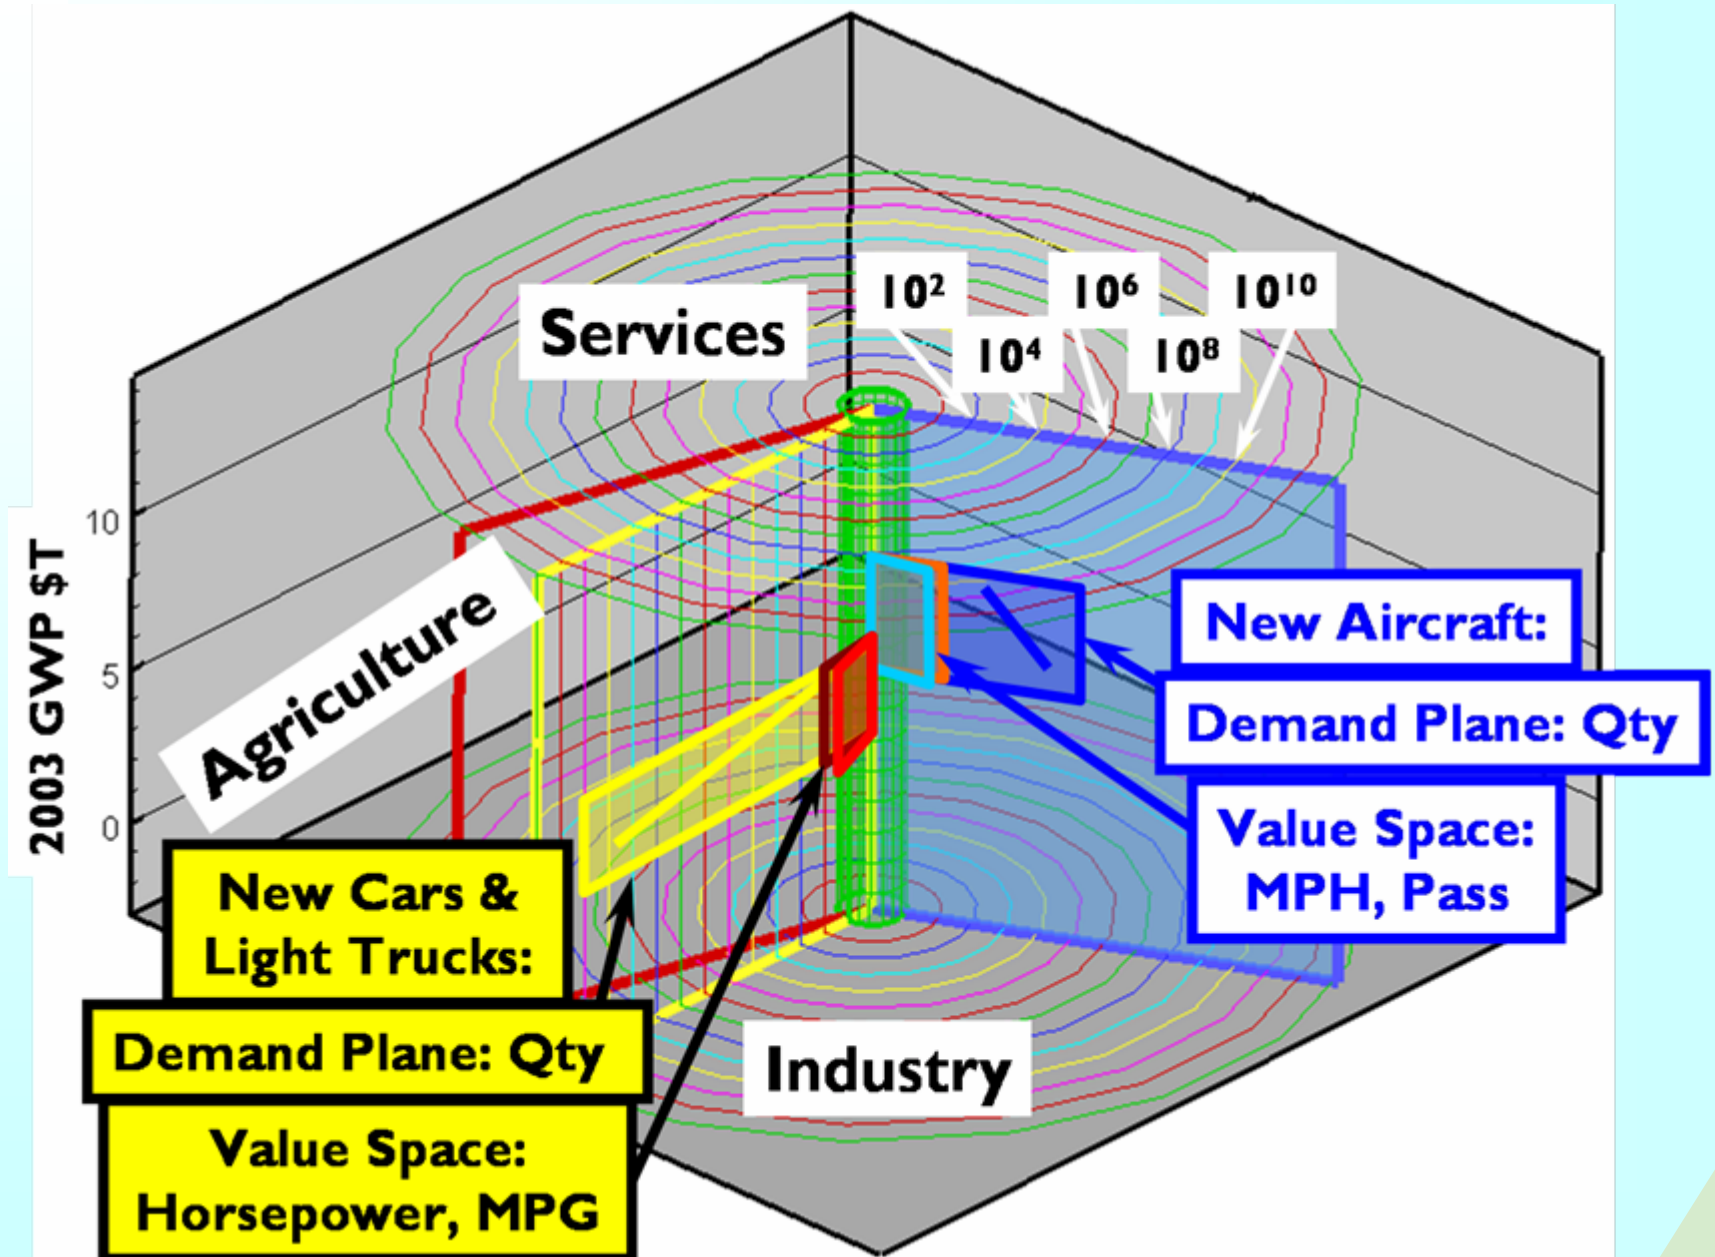 Services
10²
10⁶
10¹⁰
10⁴
10⁸
2003 GWP $T
10
5
0
Agriculture
New Aircraft:
Demand Plane: Qty
Value Space:
MPH, Pass
New Cars &
Light Trucks:
Demand Plane: Qty
Value Space:
Horsepower, MPG
Industry